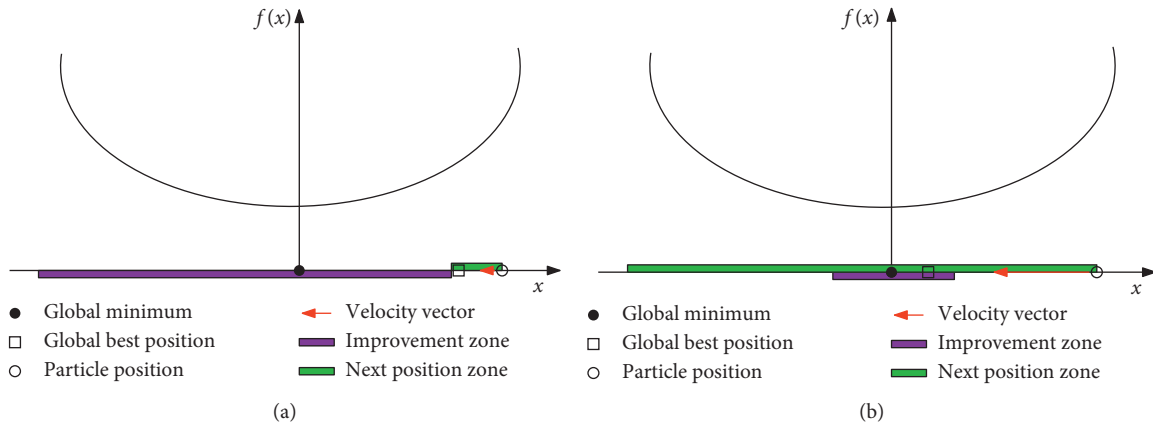 f(x)
x
Global minimum
Velocity vector
Global best position
Improvement zone
Particle position
Next position zone
(a)
f(x)
x
Global minimum
Velocity vector
Global best position
Improvement zone
Particle position
Next position zone
(b)